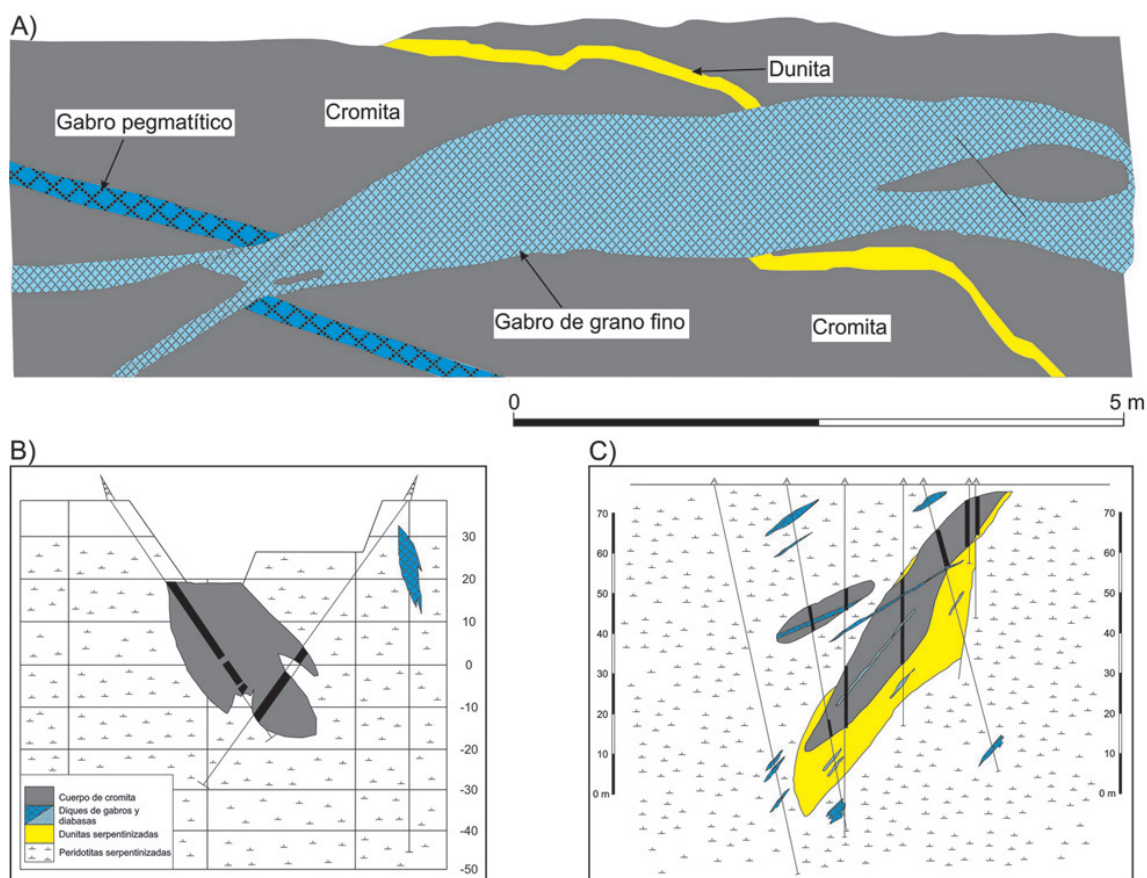 A)
Dunita
Cromita
Gabro pegmatítico
Gabro de grano fino
Cromita
0
5 m
B)
30
20
10
0
-10
-20
-30
-40
-50
Cuerpo de cromita
Diques de gabros y
diabasas
Dunitas serpentinizadas
Peridotitas serpentinizadas
C)
70
60
50
40
30
20
10
0 m
70
60
50
40
30
20
10
0 m